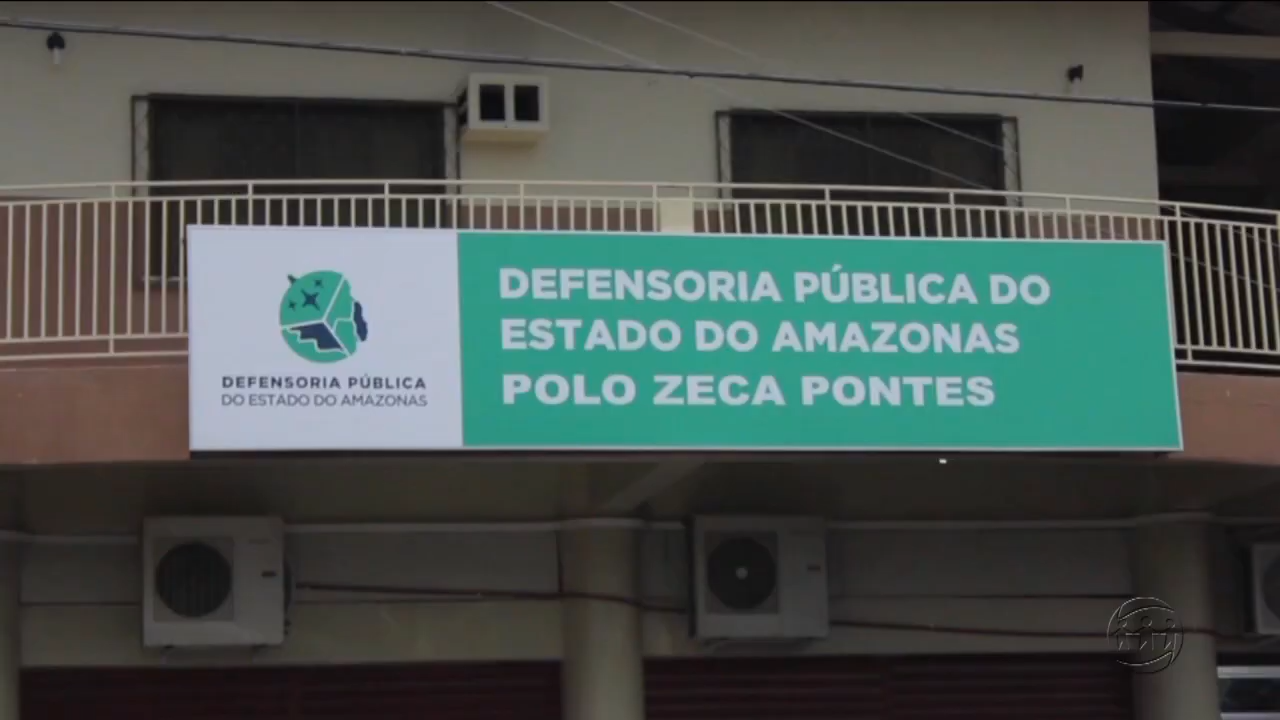 DEFENSORIA PÚBLICA
DO ESTADO DO AMAZONAS
DEFENSORIA PÚBLICA DO
ESTADO DO AMAZONAS
POLO ZECA PONTES